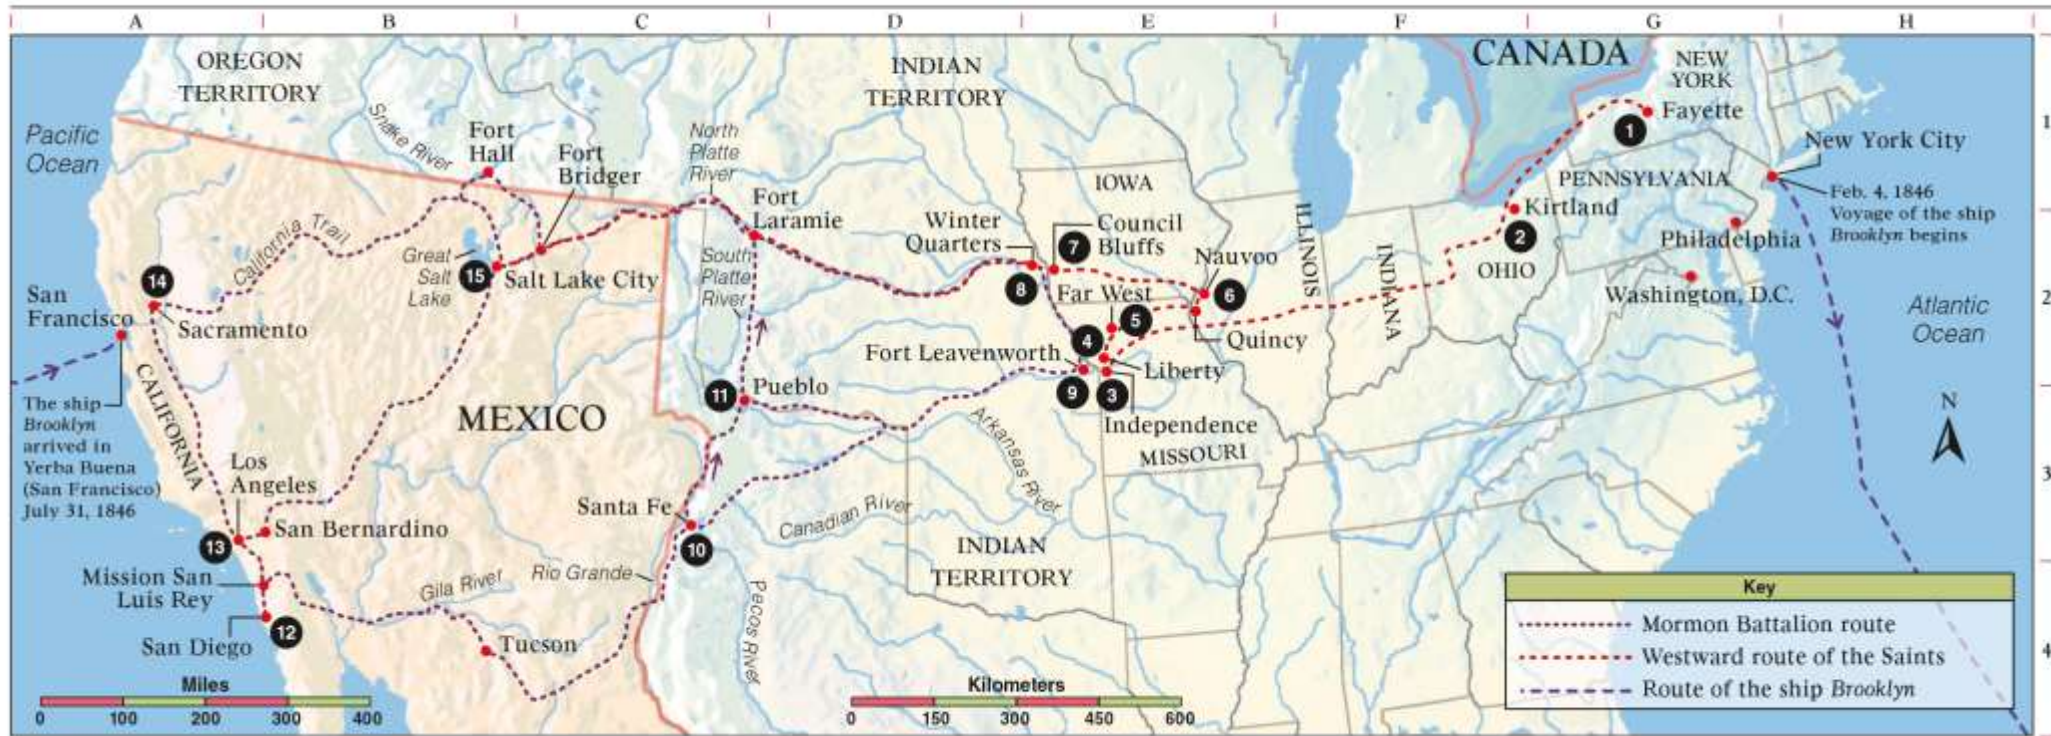 A B C D E F G H
1
2
3
4
OREGON
TERRITORY
Pacific
Ocean
Snake River
Fort
Hall
Fort
Bridger
North
Platte
River
Fort
Laramie
INDIAN
TERRITORY
IOWA
Winter
Quarters
Council
Bluffs
7
Nauvoo
ILLINOIS
INDIANA
OHIO
CANADA
NEW
YORK
Fayette
1
New York City
PENNSYLVANIA
Feb. 4, 1846
Voyage of the ship
Brooklyn begins
Kirtland
2
Philadelphia
Washington, D.C.
Atlantic
Ocean
California Trail
Great
Salt
Lake
15
Salt Lake City
South
Platte
River
8
Far West
5
6
4
Quincy
Fort Leavenworth
Liberty
9
3
Independence
MISSOURI
14
San
Francisco
Sacramento
CALIFORNIA
The ship
Brooklyn
arrived in
Yerba Buena
(San Francisco)
July 31, 1846
MEXICO
11
Pueblo
Arkansas River
Los
Angeles
San Bernardino
13
Santa Fe
10
Canadian River
INDIAN
TERRITORY
Mission San
Luis Rey
Gila River
Rio Grande
Pecos River
San Diego
12
Tucson
N
Miles
0 100 200 300 400
Kilometers
0 150 300 450 600
Key
Mormon Battalion route
Westward route of the Saints
Route of the ship Brooklyn